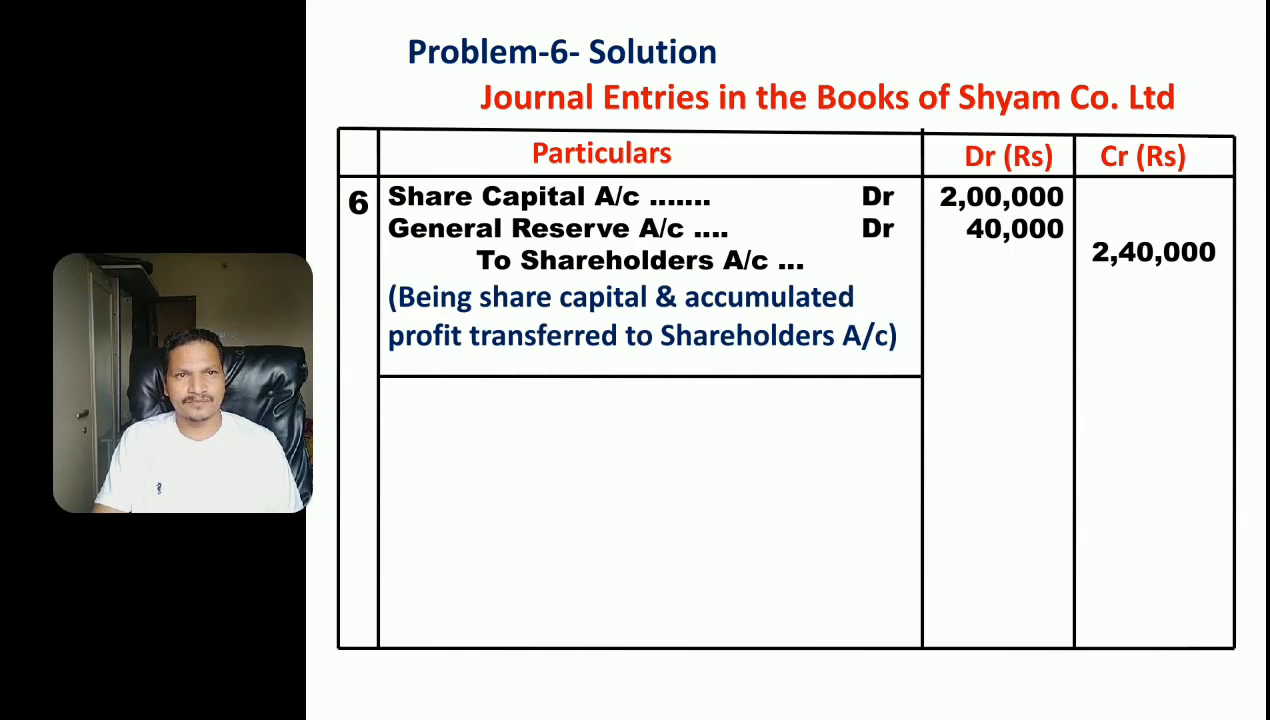 Problem-6- Solution
Journal Entries in the Books of Shyam Co. Ltd
Particulars Dr (Rs) Cr (Rs)
6 Share Capital A/c ....... Dr 2,00,000
General Reserve A/c .... Dr 40,000
To Shareholders A/c ... 2,40,000
(Being share capital & accumulated
profit transferred to Shareholders A/c)